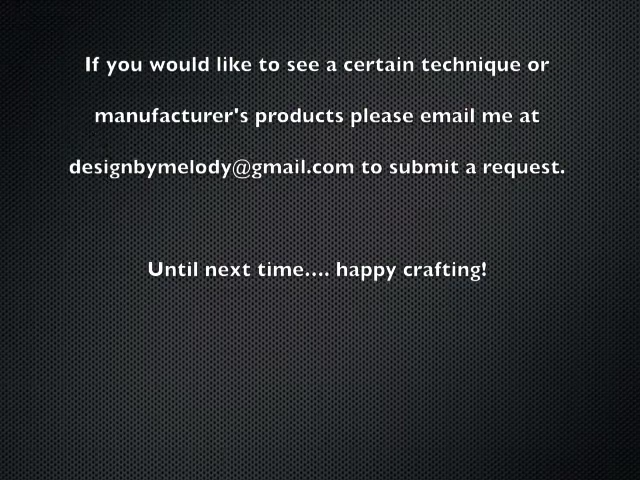 If you would like to see a certain technique or
manufacturer's products please email me at
designbymelody@gmail.com to submit a request.
Until next time.... happy crafting!